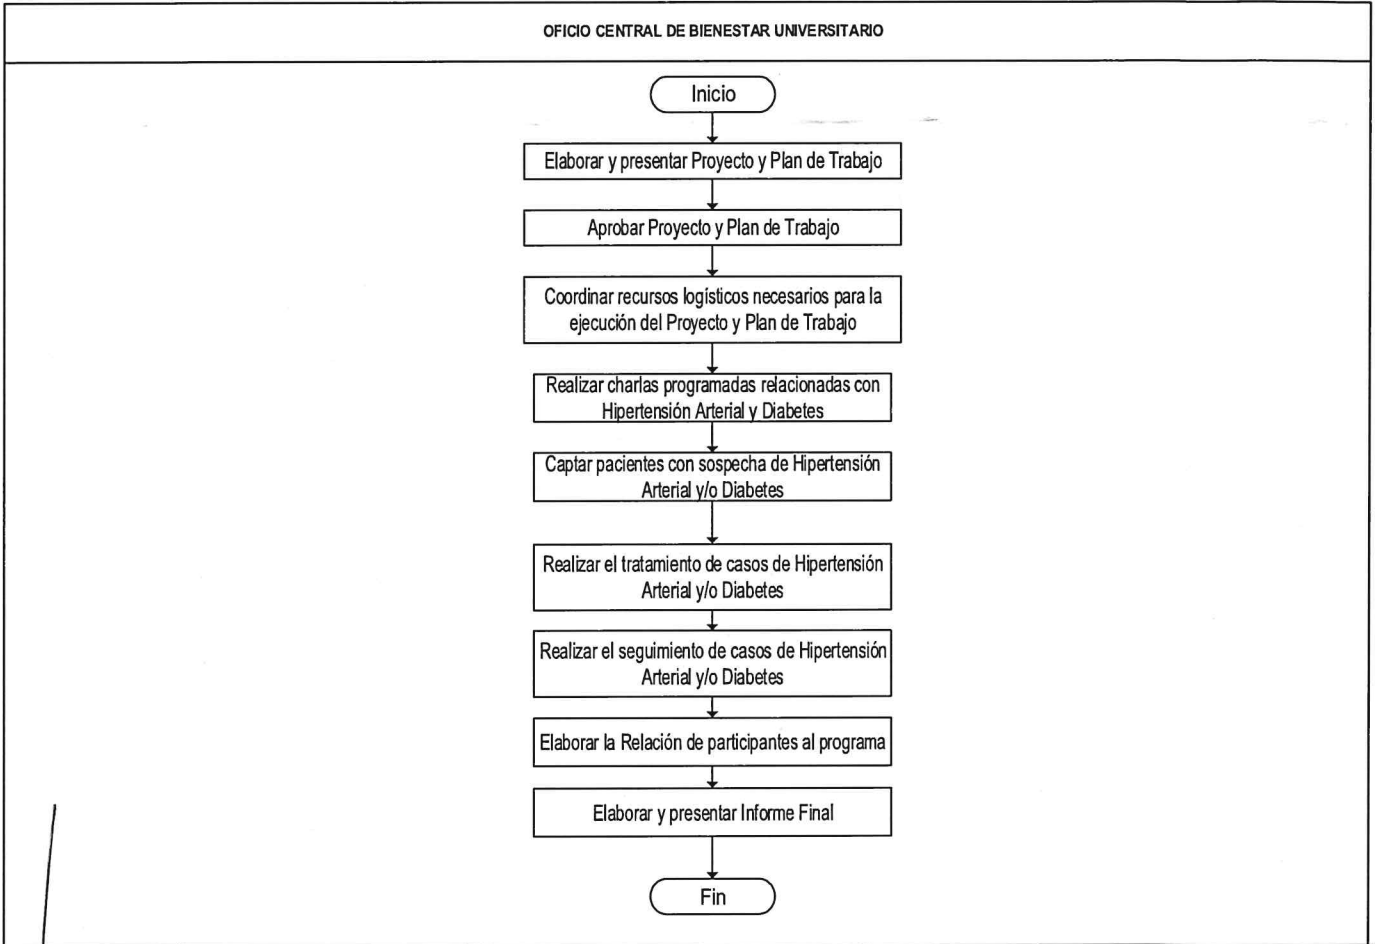 OFICIO CENTRAL DE BIENESTAR UNIVERSITARIO
Inicio
Elaborar y presentar Proyecto y Plan de Trabajo
Aprobar Proyecto y Plan de Trabajo
Coordinar recursos logísticos necesarios para la
ejecución del Proyecto y Plan de Trabajo
Realizar charlas programadas relacionadas con
Hipertensión Arterial y Diabetes
Captar pacientes con sospecha de Hipertensión
Arterial y/o Diabetes
Realizar el tratamiento de casos de Hipertensión
Arterial y/o Diabetes
Realizar el seguimiento de casos de Hipertensión
Arterial y/o Diabetes
Elaborar la Relación de participantes al programa
Elaborar y presentar Informe Final
Fin